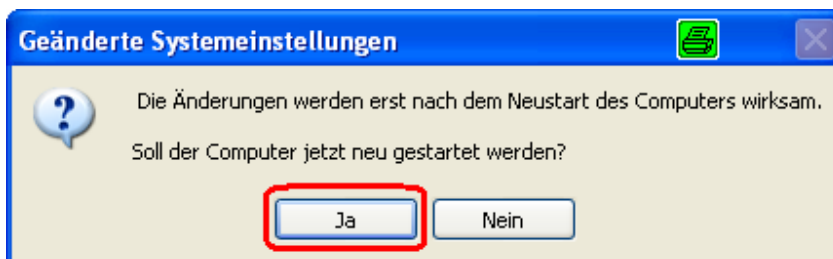 Geänderte Systemeinstellungen
Die Änderungen werden erst nach dem Neustart des Computers wirksam.
Soll der Computer jetzt neu gestartet werden?
Ja Nein